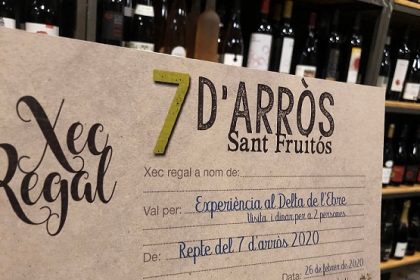 Xec
Regal
7 D'ARRÒS
Sant Fruitós
Xec regal a nom de:
Val per: Experiència al Delta de l'Ebre
Visita i dinar per a 2 persones
De: Repte del 7 d'arròs 2020
Data: 26 de febrer de 2020